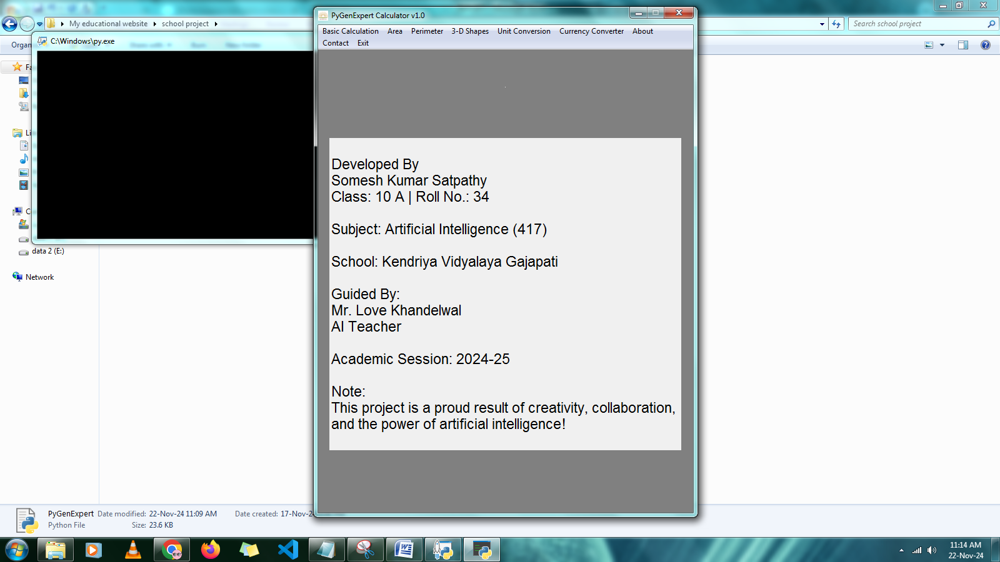 PyGenExpert Calculator v1.0
Basic Calculation Area Perimeter 3-D Shapes Unit Conversion Currency Converter About
Contact Exit
My educational website school project
Search school project
C:\Windows\py.exe
Developed By
Somesh Kumar Satpathy
Class: 10 A | Roll No.: 34
Subject: Artificial Intelligence (417)
School: Kendriya Vidyalaya Gajapati
Guided By:
Mr. Love Khandelwal
AI Teacher
Academic Session: 2024-25
Note:
This project is a proud result of creativity, collaboration,
and the power of artificial intelligence!
data 2 (E:)
Network
PyGenExpert Date modified: 22-Nov-24 11:09 AM Date created: 17-Nov-24
Python File Size: 23.6 KB
11:14 AM
22-Nov-24